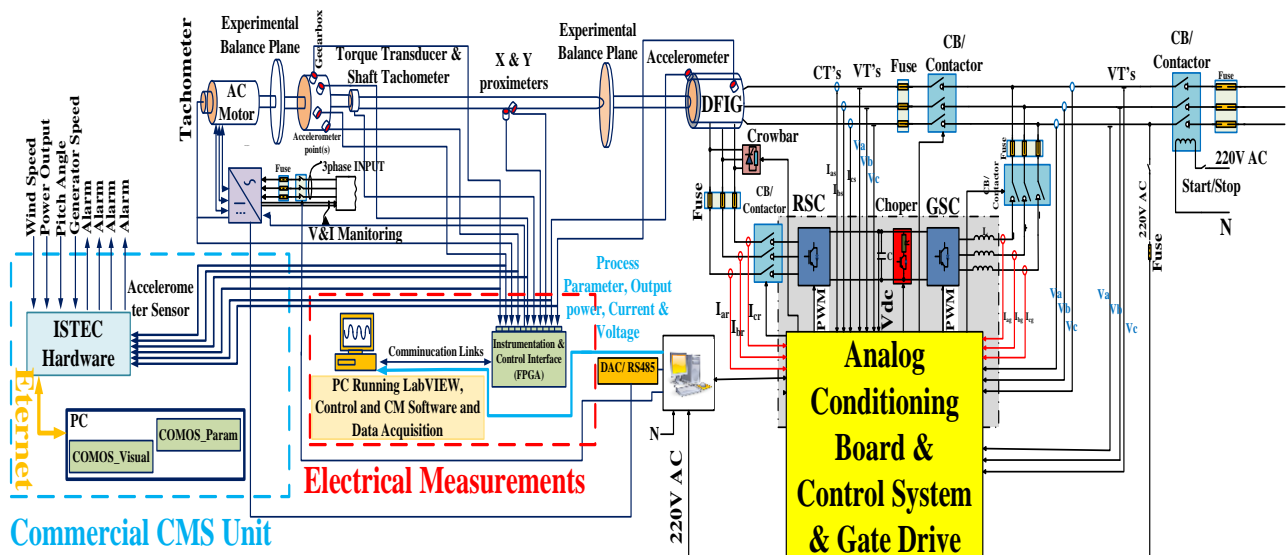 Tachometer
Experimental
Balance Plane
Gecarbox
Torque Transducer &
Shaft Tachometer
X & Y
proximeters
Experimental
Balance Plane
Accelerometer
CT's
VT's
Fuse
CB/
Contactor
VT's
CB/
Contactor
Fuse
AC
Motor
DFIG
Accelerometer
point(s)
Crowbar
Fuse
3phase INPUT
V&I Manitoring
Wind Speed
Power Output
Pitch Angle
Generator Speed
Alarm
Alarm
Alarm
Alarm
Va
Vb
Vc
Ias
Ibs
Ics
Fuse
CB/
Contactor
220V AC
Start/Stop
N
220V AC
Fuse
Fuse
CB/
Contactor
RSC
Choper
GSC
L
C
PWM
Vdc
PWM
Iar
Ibr
Icr
Iag
Ibg
Icg
Va
Vb
Vc
Va
Vb
Vc
Accelerome
ter Sensor
ISTEC
Hardware
Eternet
PC
COMOS_Param
COMOS_Visual
Commercial CMS Unit
Process
Parameter, Output
power, Current &
Voltage
Comminucation Links
Instrumentation &
Control Interface
(FPGA)
PC Running LabVIEW,
Control and CM Software and
Data Acquisition
DAC/ RS485
Electrical Measurements
N
220V AC
Analog
Conditioning
Board &
Control System
& Gate Drive